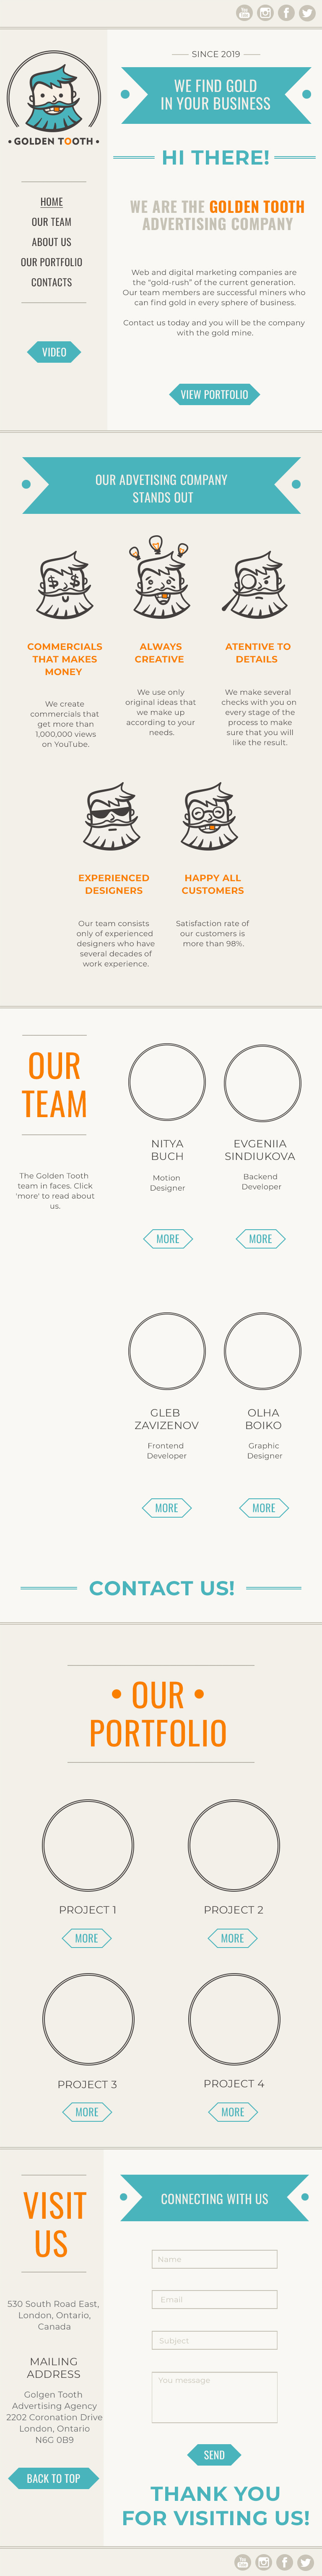 You Tube
SINCE 2019
WE FIND GOLD
IN YOUR BUSINESS
• GOLDEN TOOTH •
HI THERE!
HOME
OUR TEAM
ABOUT US
OUR PORTFOLIO
CONTACTS
VIDEO
WE ARE THE GOLDEN TOOTH
ADVERTISING COMPANY
Web and digital marketing companies are
the "gold-rush" of the current generation.
Our team members are successful miners who
can find gold in every sphere of business.
Contact us today and you will be the company
with the gold mine.
VIEW PORTFOLIO
OUR ADVETISING COMPANY
STANDS OUT
COMMERCIALS
THAT MAKES
MONEY
We create
commercials that
get more than
1,000,000 views
on YouTube.
ALWAYS
CREATIVE
We use only
original ideas that
we make up
according to your
needs.
ATENTIVE TO
DETAILS
We make several
checks with you on
every stage of the
process to make
sure that you will
like the result.
EXPERIENCED
DESIGNERS
Our team consists
only of experienced
designers who have
several decades of
work experience.
HAPPY ALL
CUSTOMERS
Satisfaction rate of
our customers is
more than 98%.
OUR
TEAM
The Golden Tooth
team in faces. Click
'more' to read about
us.
NITYA
BUCH
Motion
Designer
MORE
EVGENIIA
SINDIUKOVA
Backend
Developer
MORE
GLEB
ZAVIZENOV
Frontend
Developer
MORE
OLHA
BOIKO
Graphic
Designer
MORE
CONTACT US!
• OUR •
PORTFOLIO
PROJECT 1
MORE
PROJECT 2
MORE
PROJECT 3
MORE
PROJECT 4
MORE
VISIT
US
530 South Road East,
London, Ontario,
Canada
MAILING
ADDRESS
Golgen Tooth
Advertising Agency
2202 Coronation Drive
London, Ontario
N6G 0B9
BACK TO TOP
CONNECTING WITH US
Name
Email
Subject
You message
SEND
THANK YOU
FOR VISITING US!
You Tube